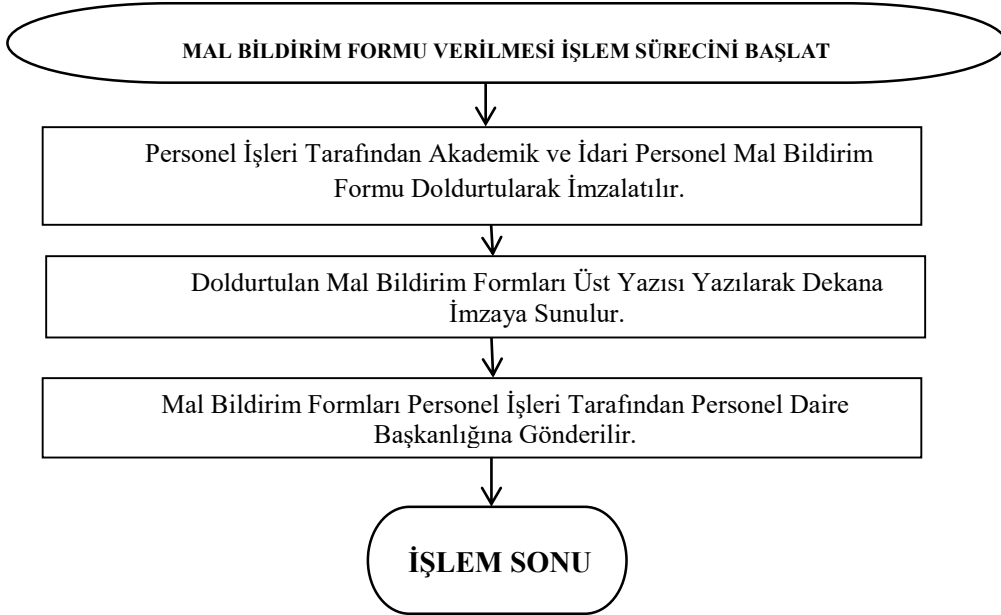 MAL BİLDİRİM FORMU VERİLMESİ İŞLEM SÜRECİNİ BAŞLAT
Personel İşleri Tarafından Akademik ve İdari Personel Mal Bildirim
Formu Doldurtularak İmzalatılır.
Doldurtulan Mal Bildirim Formları Üst Yazısı Yazılarak Dekana
İmzaya Sunulur.
Mal Bildirim Formları Personel İşleri Tarafından Personel Daire
Başkanlığına Gönderilir.
İŞLEM SONU